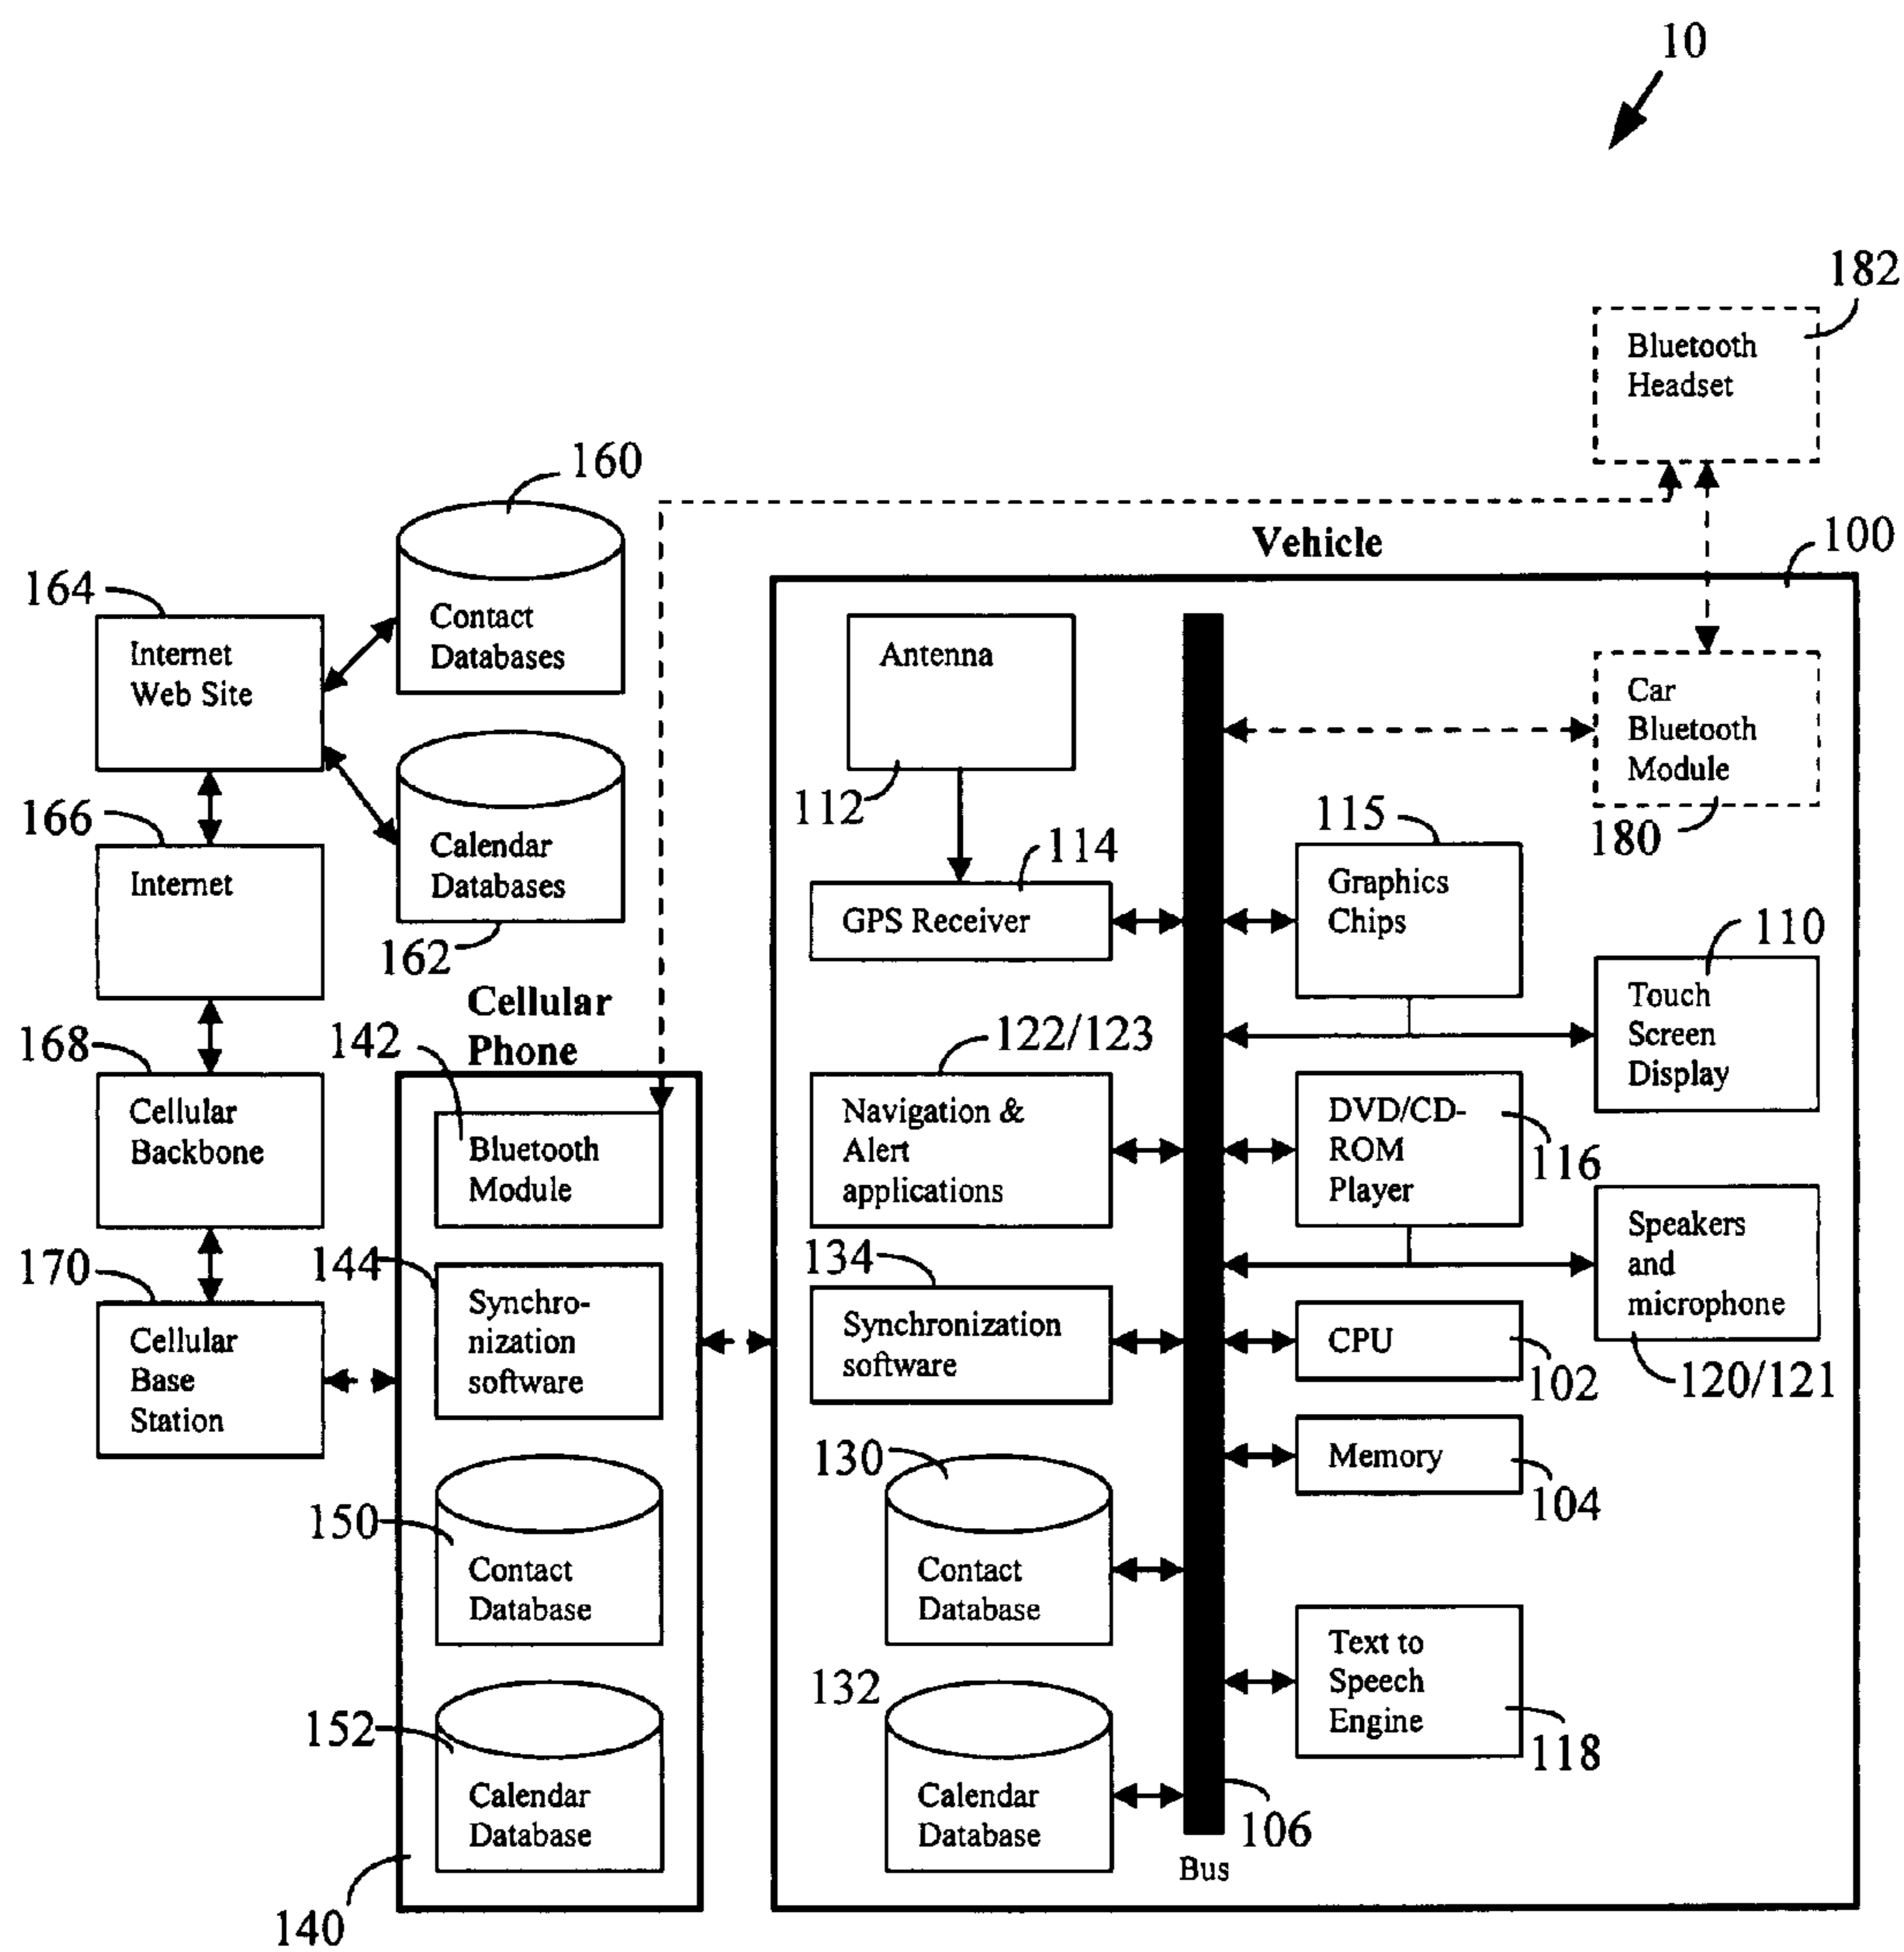 10
182
Bluetooth
Headset
160
Vehicle
100
164
Contact
Databases
Internet
Web Site
Antenna
Car
Bluetooth
Module
112
115
180
166
Calendar
Databases
114
Graphics
Chips
Internet
GPS Receiver
162
110
Cellular
Phone
Touch
Screen
Display
168
142
122/123
Cellular
Backbone
Bluetooth
Module
Navigation &
Alert
applications
DVD/CD-
ROM
Player
116
170
144
134
Speakers
and
microphone
Synchro-
nization
software
Synchronization
software
CPU
Cellular
Base
Station
102
120/121
130
Memory
104
150
Contact
Database
Contact
Database
Text to
Speech
Engine
132
152
118
Calendar
Database
Calendar
Database
106
Bus
140